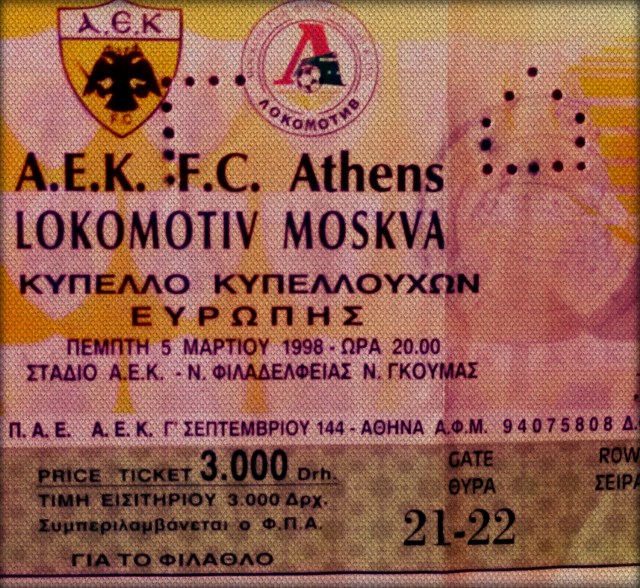 Α.Ε.Κ
F.C.
ΛΟΚΟΜΟΤИВ
A.E.K. F.C. Athens
LOKOMOTIV MOSKVA
ΚΥΠΕΛΛΟ ΚΥΠΕΛΛΟΥΧΩΝ
ΕΥΡΩΠΗΣ
ΠΕΜΠΤΗ 5 ΜΑΡΤΙΟΥ 1998 - ΩΡΑ 20.00
ΣΤΑΔΙΟ Α.Ε.Κ. - Ν. ΦΙΛΑΔΕΛΦΕΙΑΣ Ν. ΓΚΟΥΜΑΣ
Π.Α.Ε. Α.Ε.Κ. Γ' ΣΕΠΤΕΜΒΡΙΟΥ 144 - ΑΘΗΝΑ Α.Φ.Μ. 94075808
PRICE TICKET 3.000 Drh.
ΤΙΜΗ ΕΙΣΙΤΗΡΙΟΥ 3.000 Δρχ.
Συμπεριλαμβάνεται ο Φ.Π.Α.
ΓΙΑ ΤΟ ΦΙΛΑΘΛΟ
GATE ROW
ΘΥΡΑ ΣΕΙΡΑ
21-22